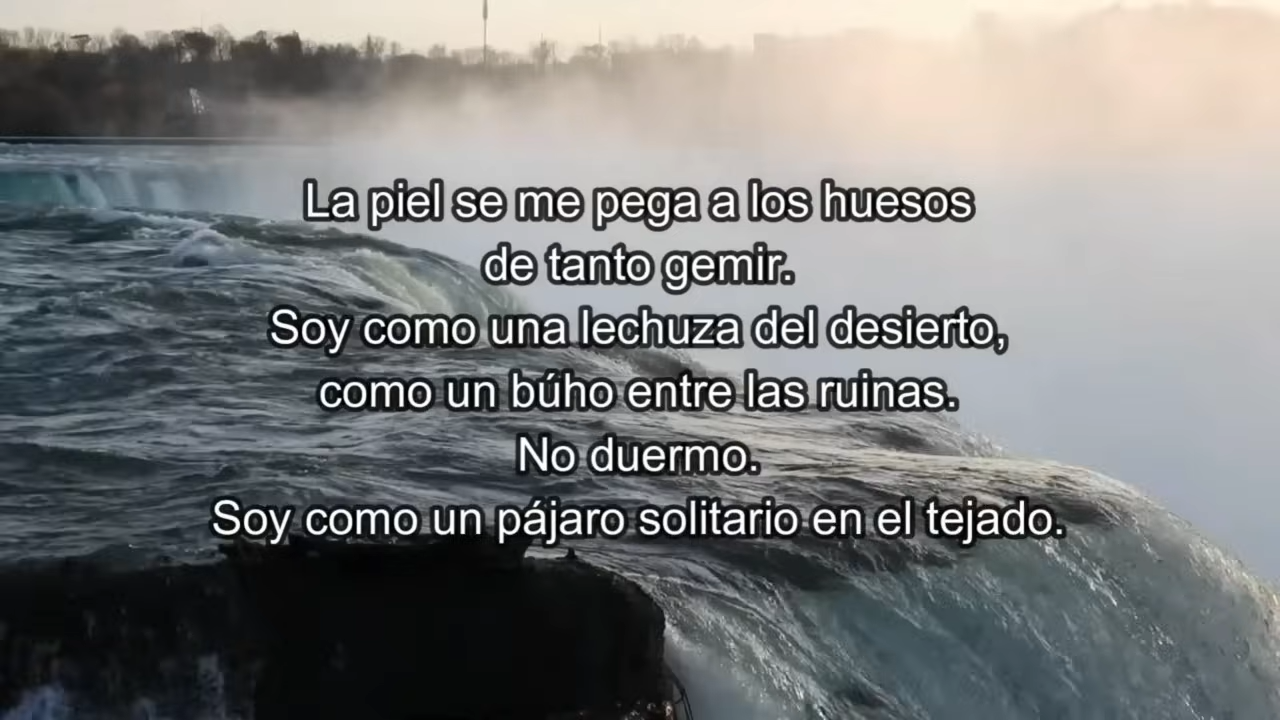 La piel se me pega a los huesos
de tanto gemir.
Soy como una lechuza del desierto,
como un búho entre las ruinas.
No duermo.
Soy como un pájaro solitario en el tejado.